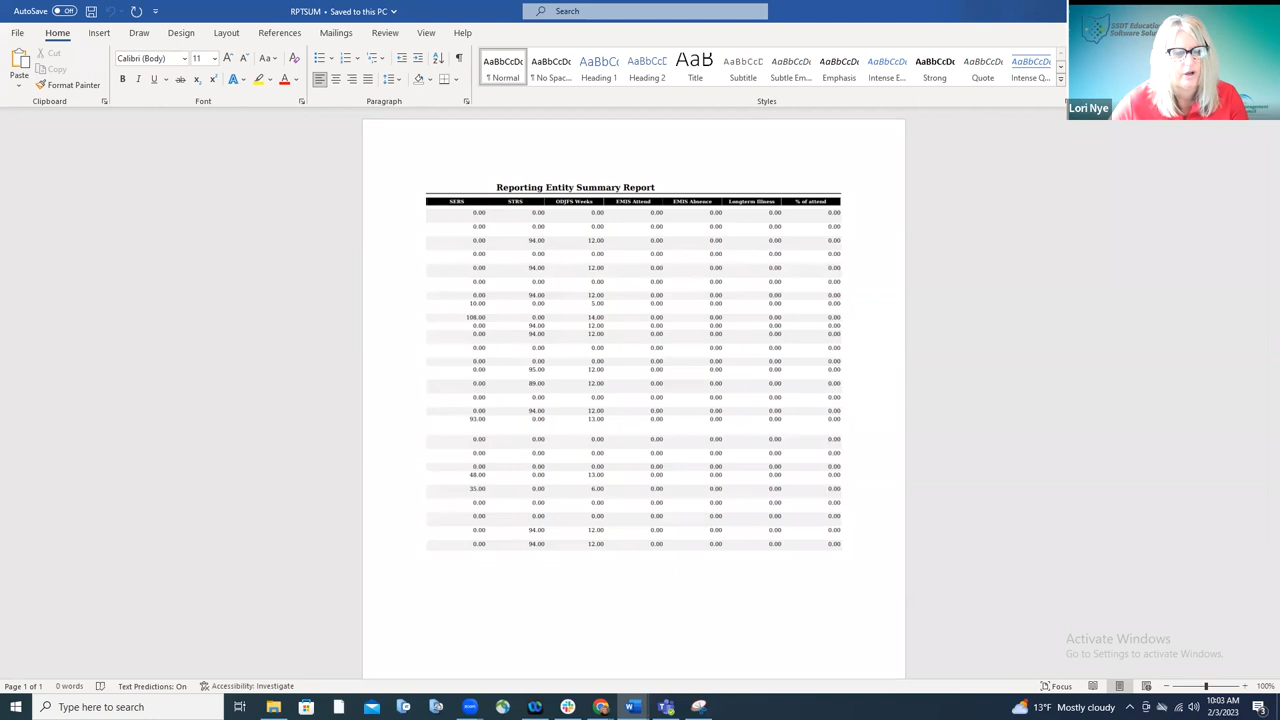 AutoSave Off RPTSUM • Saved to this PC Search
File Home Insert Draw Design Layout References Mailings Review View Help
Paste Cut Copy Format Painter
Calibri (Body) 11
AaBbCcDc AaBbCcDc AaBbCc AaBbCcD AaB AaBbCcD AaBbCcDc AaBbCcDc AaBbCcDc AaBbCcDc AaBbCcDc AaBbCcDc
¶ Normal ¶ No Spac... Heading 1 Heading 2 Title Subtitle Subtle Em... Emphasis Intense E... Strong Quote Intense Q...
Clipboard Font Paragraph Styles
SSDT Educa
Software Solu
Lori Nye
Reporting Entity Summary Report
SERS STRS ODJFS Weeks EMIS Attend EMIS Absence Longterm Illness % of attend
0.00 0.00 0.00 0.00 0.00 0.00 0.00
0.00 0.00 0.00 0.00 0.00 0.00 0.00
0.00 94.00 12.00 0.00 0.00 0.00 0.00
0.00 0.00 0.00 0.00 0.00 0.00 0.00
0.00 94.00 12.00 0.00 0.00 0.00 0.00
0.00 0.00 0.00 0.00 0.00 0.00 0.00
0.00 94.00 12.00 0.00 0.00 0.00 0.00
10.00 0.00 5.00 0.00 0.00 0.00 0.00
108.00 0.00 14.00 0.00 0.00 0.00 0.00
0.00 94.00 12.00 0.00 0.00 0.00 0.00
0.00 94.00 12.00 0.00 0.00 0.00 0.00
0.00 0.00 0.00 0.00 0.00 0.00 0.00
0.00 0.00 0.00 0.00 0.00 0.00 0.00
0.00 95.00 12.00 0.00 0.00 0.00 0.00
0.00 89.00 12.00 0.00 0.00 0.00 0.00
0.00 0.00 0.00 0.00 0.00 0.00 0.00
0.00 94.00 12.00 0.00 0.00 0.00 0.00
93.00 0.00 13.00 0.00 0.00 0.00 0.00
0.00 0.00 0.00 0.00 0.00 0.00 0.00
0.00 0.00 0.00 0.00 0.00 0.00 0.00
0.00 0.00 0.00 0.00 0.00 0.00 0.00
48.00 0.00 13.00 0.00 0.00 0.00 0.00
35.00 0.00 6.00 0.00 0.00 0.00 0.00
0.00 0.00 0.00 0.00 0.00 0.00 0.00
0.00 0.00 0.00 0.00 0.00 0.00 0.00
0.00 94.00 12.00 0.00 0.00 0.00 0.00
0.00 94.00 12.00 0.00 0.00 0.00 0.00
Activate Windows
Go to Settings to activate Windows.
Page 1 of 1 0 words Text Predictions: On Accessibility: Investigate Focus 100%
Type here to search 13°F Mostly cloudy 10:03 AM
2/3/2023